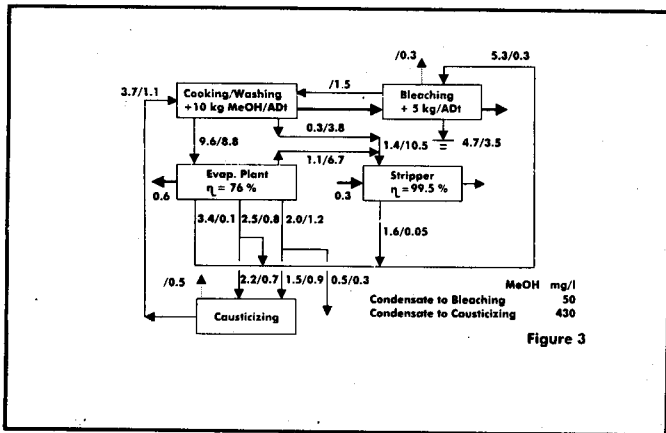 /0.3
5.3/0.3
3.7/1.1
Cooking/Washing
+10 kg MeOH/ADt
/1.5
Bleaching
+ 5 kg/ADt
0.3/3.8
9.6/8.8
1.4/10.5
4.7/3.5
1.1/6.7
Evap. Plant
η = 76 %
Stripper
η = 99.5 %
0.6
0.3
3.4/0.1
2.5/0.8
2.0/1.2
1.6/0.05
/0.5
2.2/0.7
1.5/0.9
0.5/0.3
MeOH mg/l
Condensate to Bleaching 50
Condensate to Causticizing 430
Causticizing
Figure 3